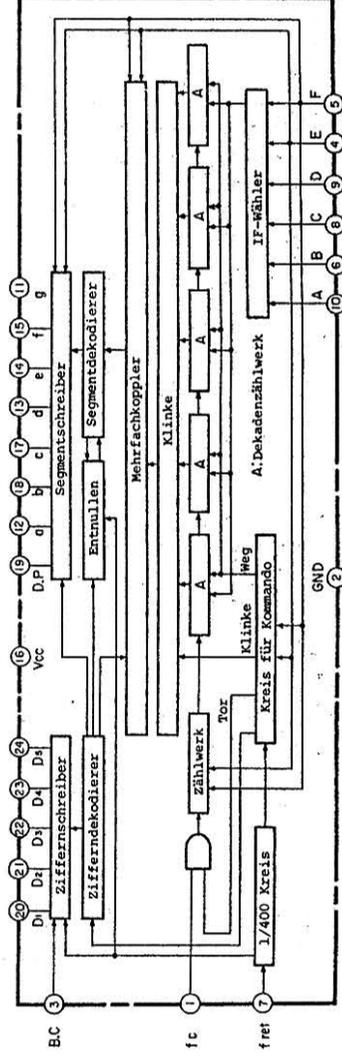 20 21 22 23 24 16 19 12 18 17 13 14 15 11
D1 D2 D3 D4 D5 Vcc D.P a b c d e f g
3 B.C
Ziffernschreiber
Segmentschreiber
Zifferndekodierer
Entnullen
Segmentdekodierer
Mehrfachkoppler
Klinke
1 fc
Zählwerk
A A A A A
Tor
Klinke
Weg
7 f ret
1/400 Kreis
Kreis für Kommando
A:Dekadenzählwerk
IF-Wähler
GND A B C D E F
2 10 6 8 9 4 5